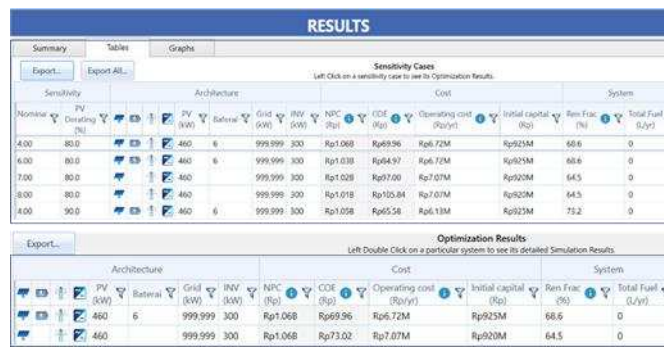 RESULTS
Summary Tables Graphs
Export... Export All... Sensitivity Cases
Left Click on a sensitivity case to see its Optimization Results.
Sensitivity Architecture Cost System
Nominal PV Derating (%) PV (kW) Baterai Grid (kW) INV (kW) NPC (Rp) COE (Rp) Operating cost (Rp/yr) Initial capital (Rp) Ren Frac (%) Total Fuel (L/yr)
4.00 80.0 460 6 999.999 300 Rp1.06B Rp69.96 Rp6.72M Rp925M 68.6 0
6.00 80.0 460 6 999.999 300 Rp1.03B Rp84.97 Rp6.72M Rp925M 68.6 0
7.00 80.0 460 999.999 300 Rp1.02B Rp97.00 Rp7.07M Rp920M 64.5 0
8.00 80.0 460 999.999 300 Rp1.01B Rp105.84 Rp7.07M Rp920M 64.5 0
4.00 90.0 460 6 999.999 300 Rp1.05B Rp65.58 Rp6.13M Rp925M 73.2 0
Export... Optimization Results
Left Double Click on a particular system to see its detailed Simulation Results.
Architecture Cost System
PV (kW) Baterai Grid (kW) INV (kW) NPC (Rp) COE (Rp) Operating cost (Rp/yr) Initial capital (Rp) Ren Frac (%) Total Fuel (L/yr)
460 6 999,999 300 Rp1.06B Rp69.96 Rp6.72M Rp925M 68.6 0
460 999,999 300 Rp1.06B Rp73.02 Rp7.07M Rp920M 64.5 0